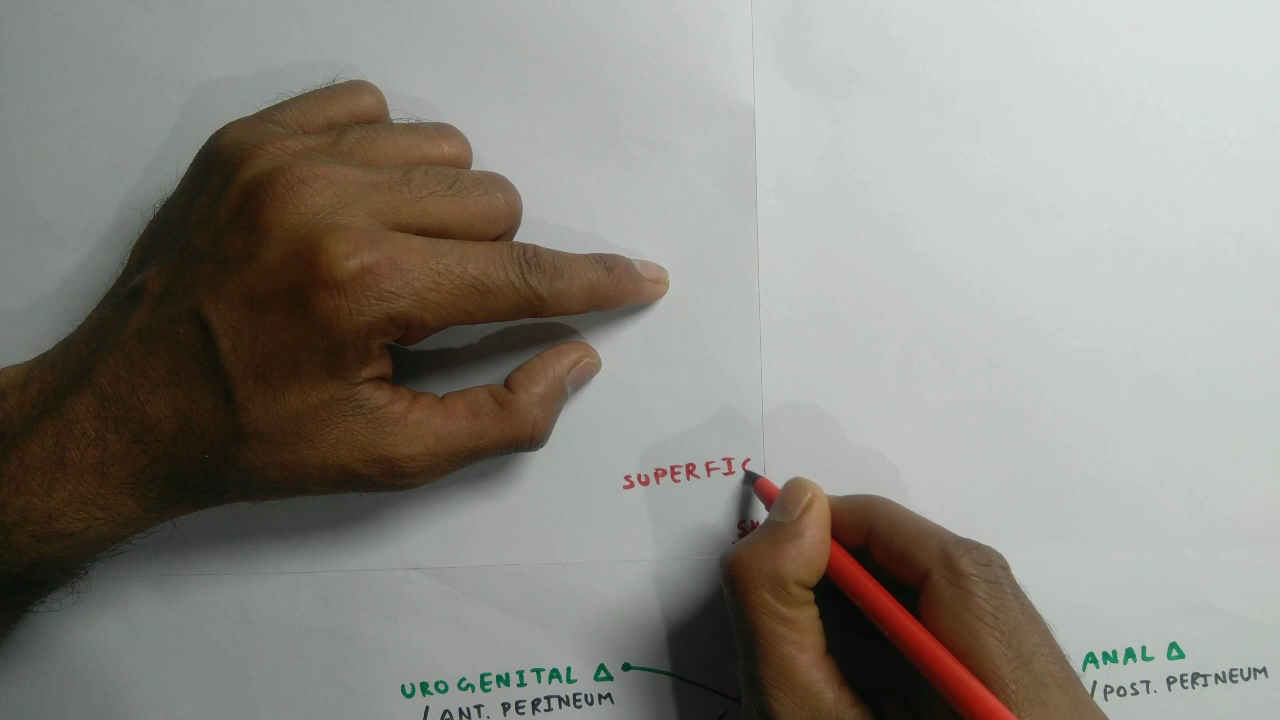 SUPERFIC
URO GENITAL Δ
/ ANT. PERINEUM
ANAL Δ
/ POST. PERINEUM